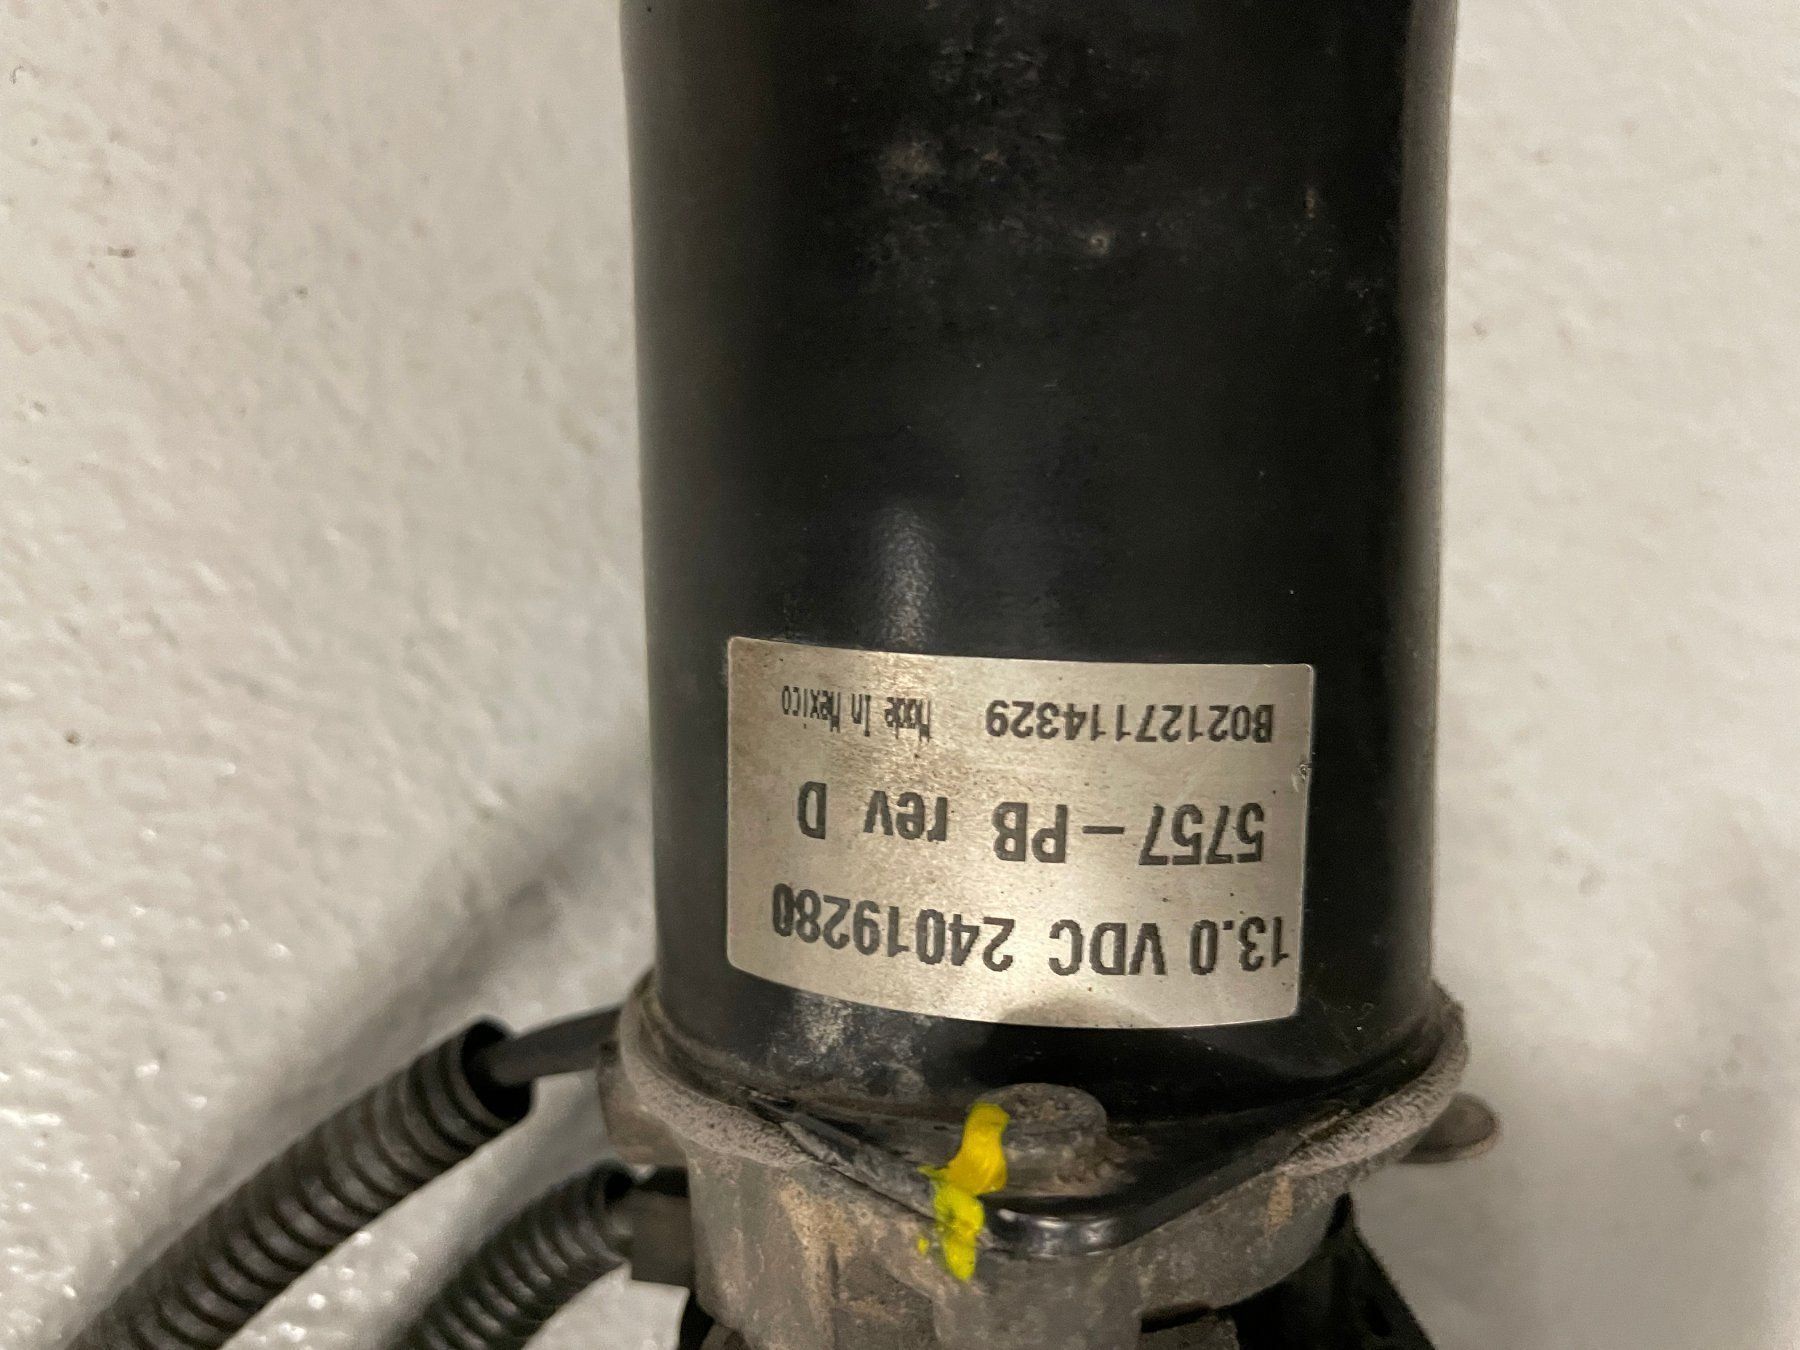 13.0 VDC 24019280
5757-PB rev D
B02127114329 Made In Mexico